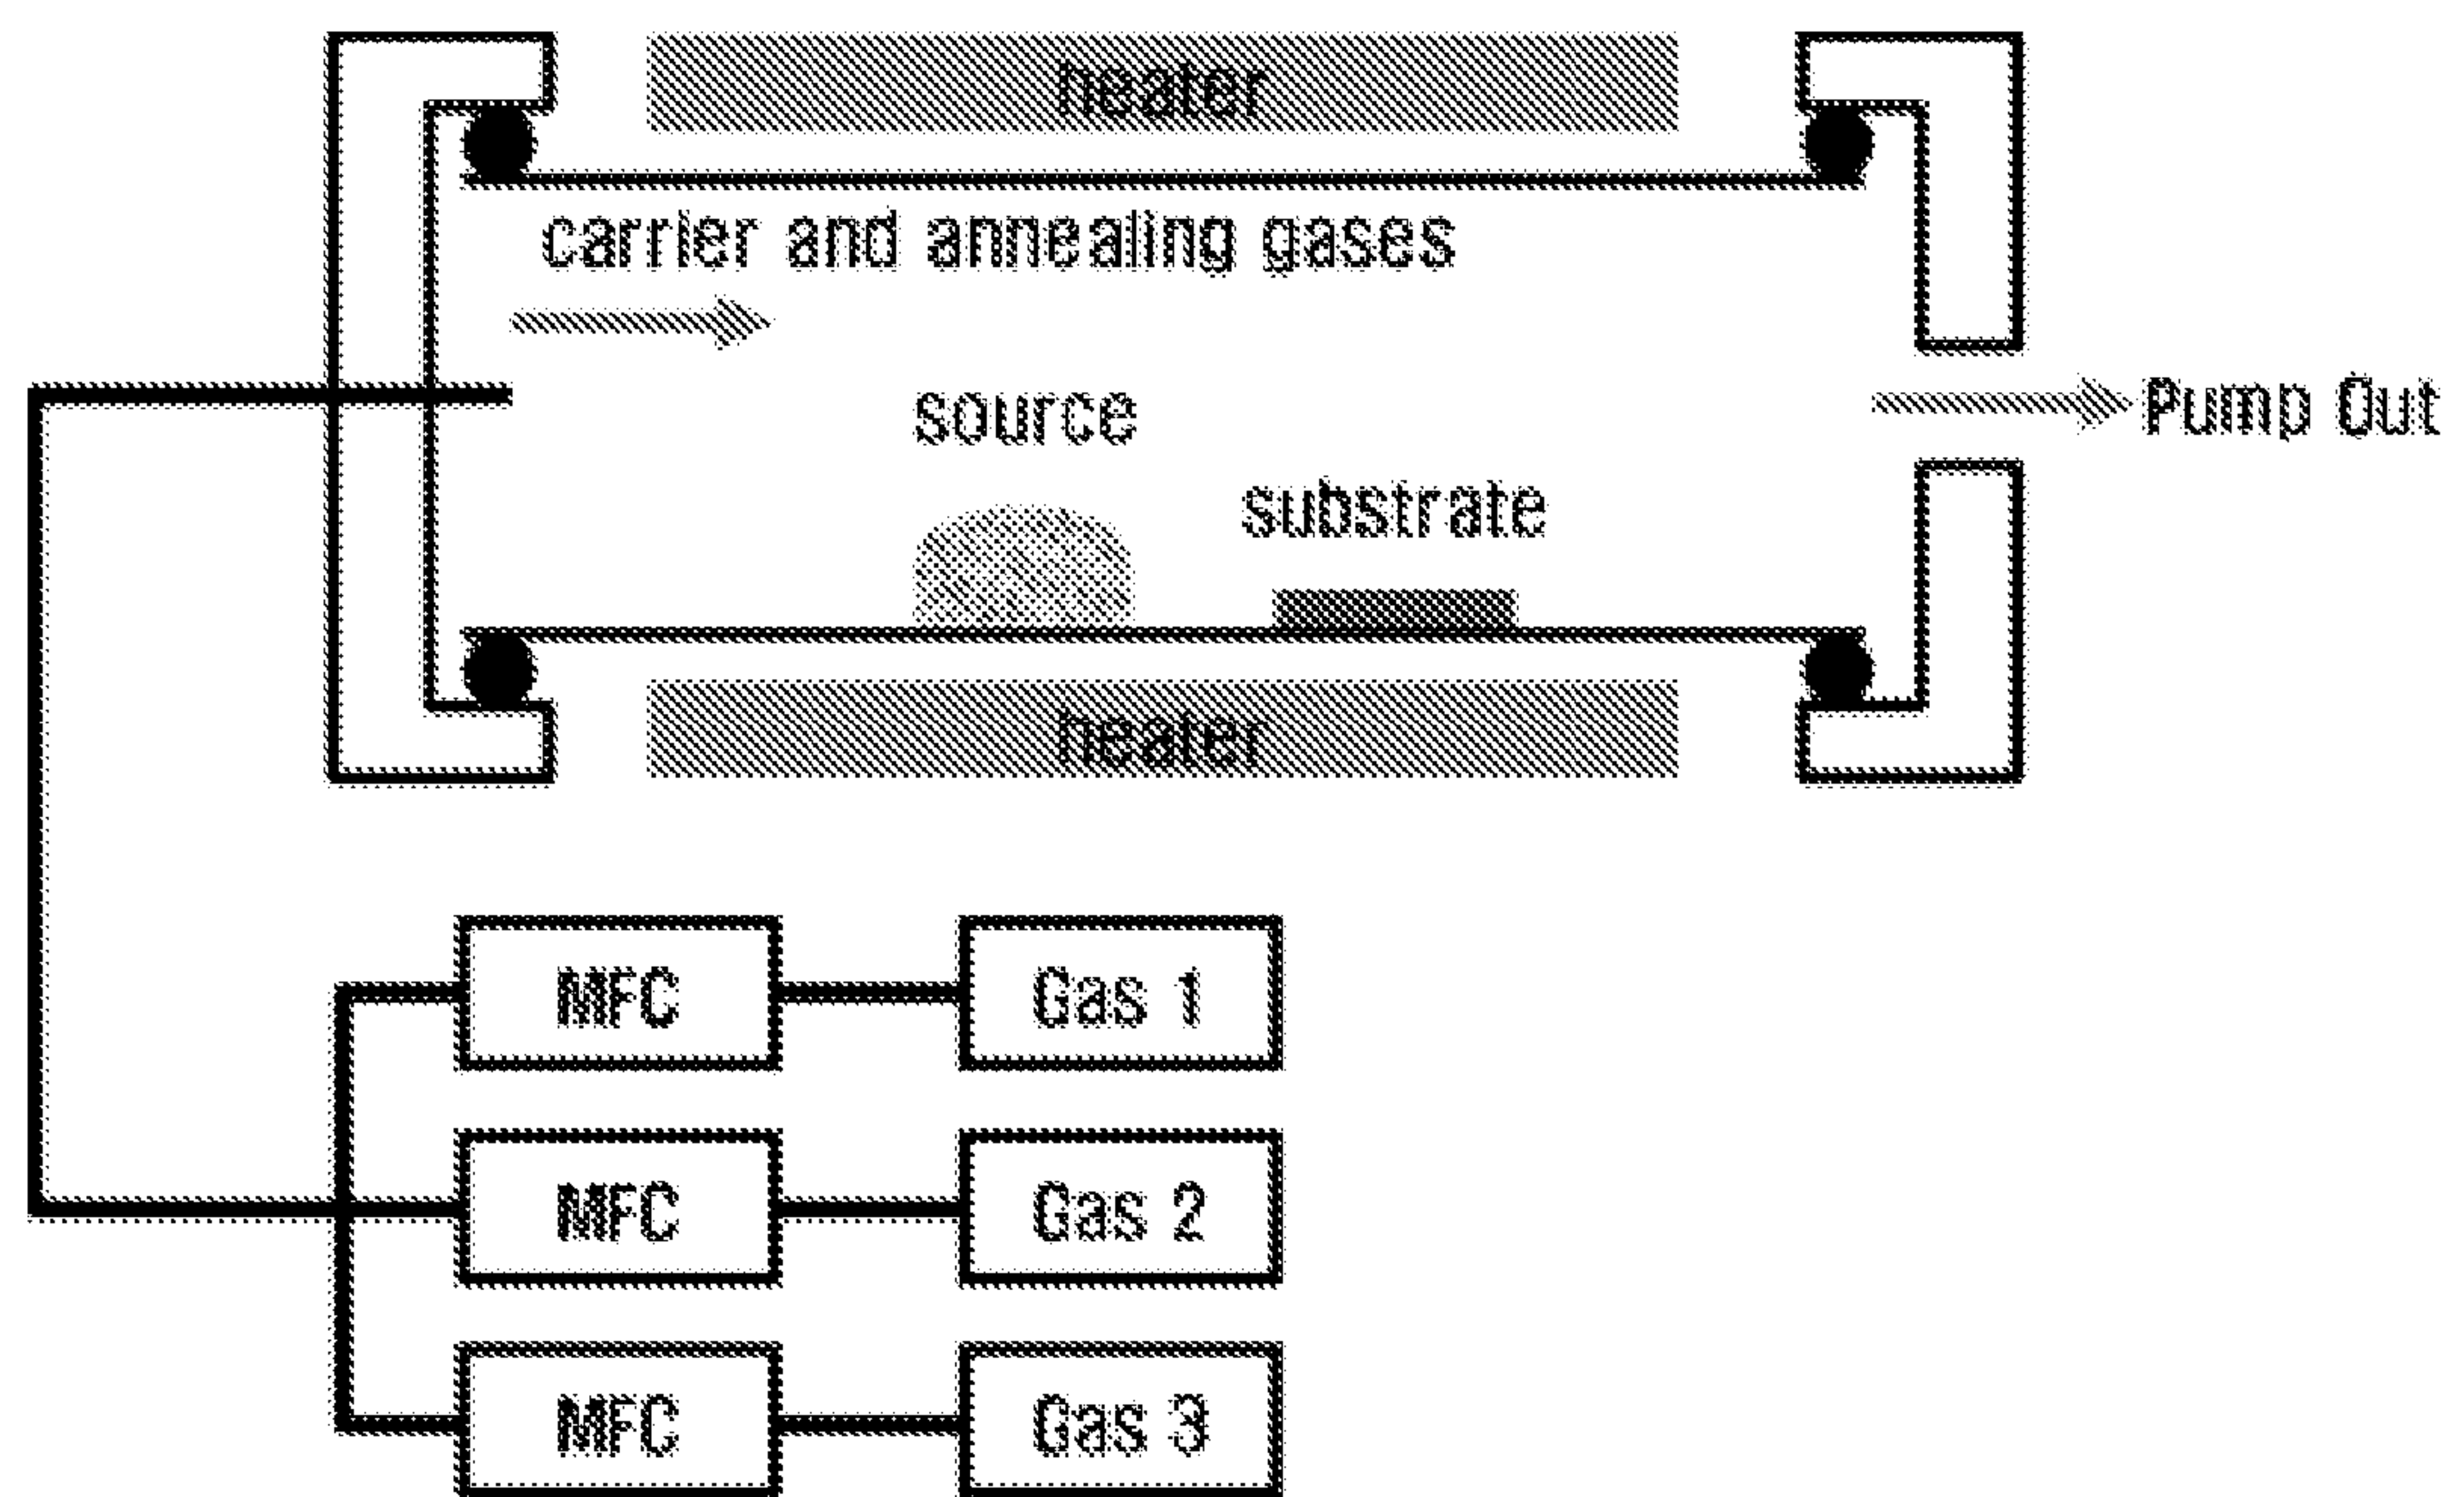 heater
carrier and annealing gases
source
Pump Out
substrate
heater
MFC
Gas 1
MFC
Gas 2
MFC
Gas 3